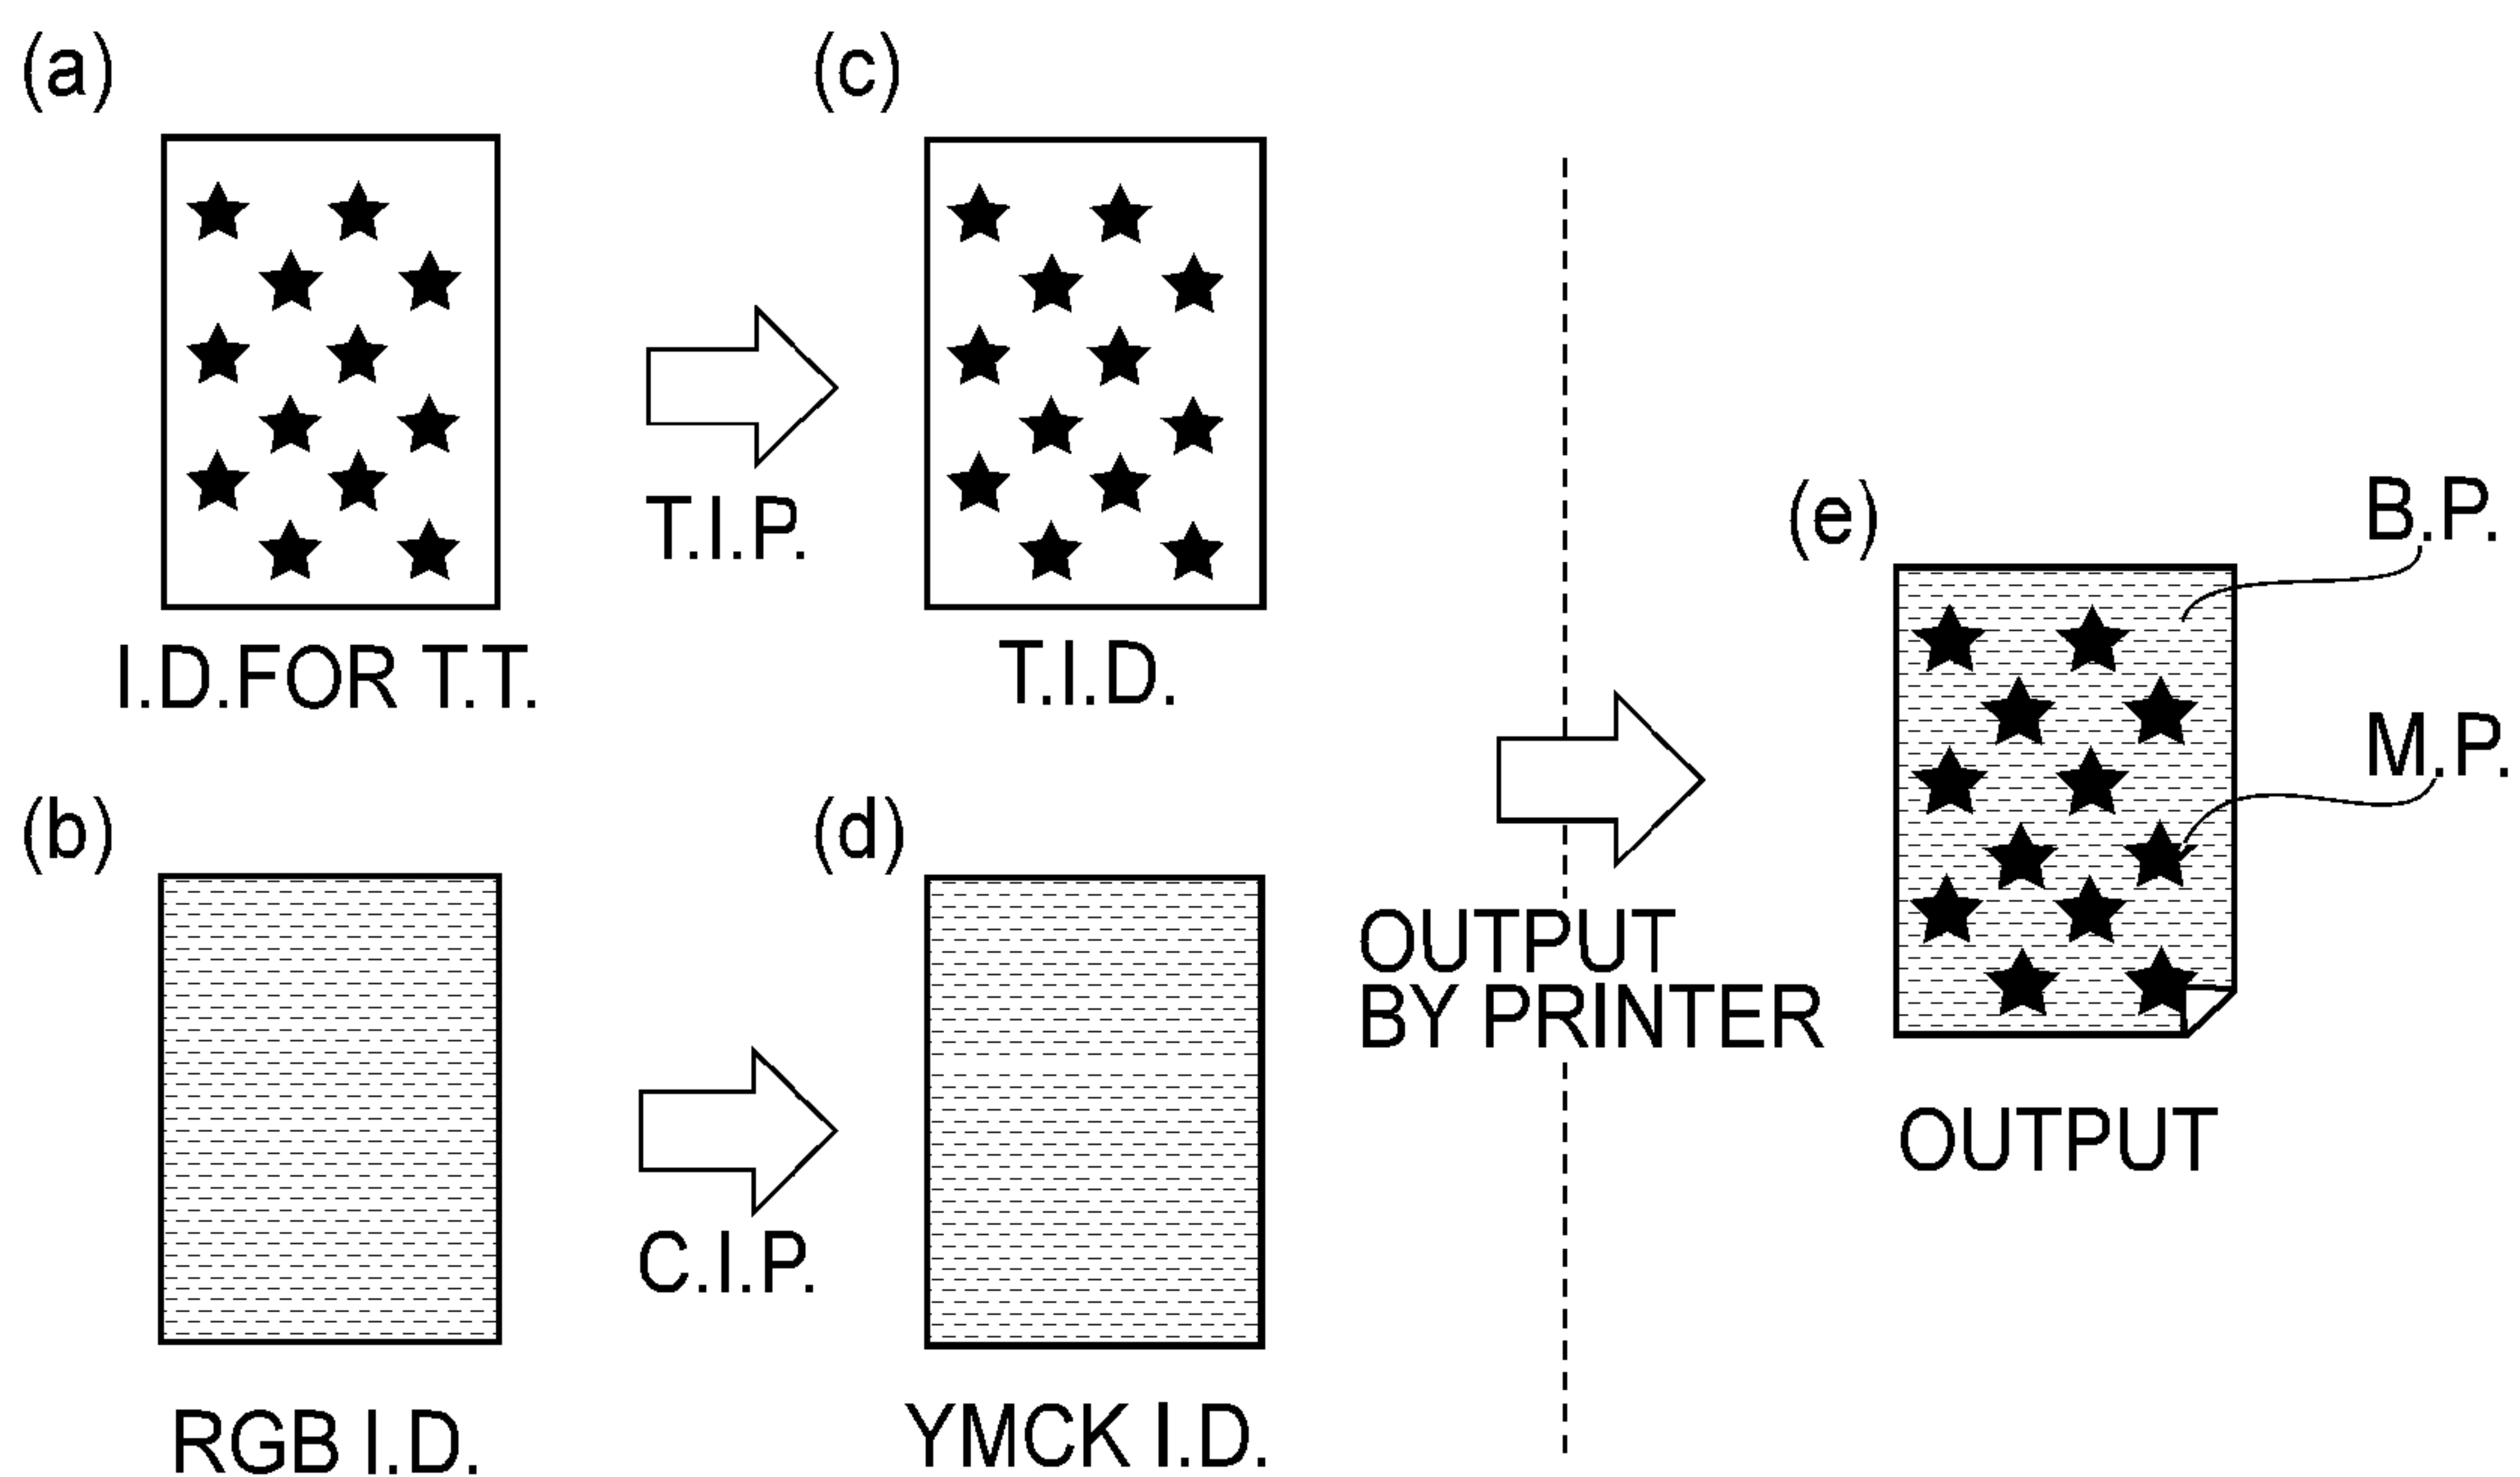 (a)
(c)
I.D.FOR T.T.
T.I.P.
T.I.D.
(b)
(d)
RGB I.D.
C.I.P.
YMCK I.D.
OUTPUT
BY PRINTER
(e)
B.P.
M.P.
OUTPUT